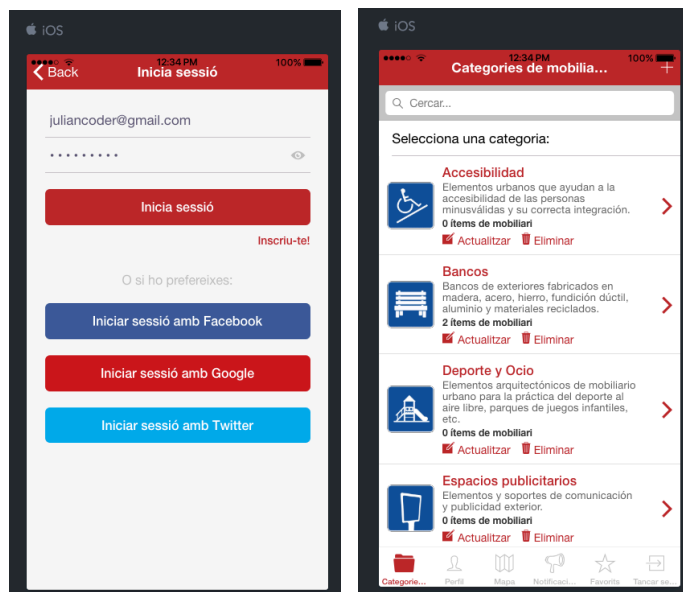 iOS
12:34 PM
100%
Back
Inicia sessió
juliancoder@gmail.com
Inicia sessió
Inscriu-te!
O si ho prefereixes:
Iniciar sessió amb Facebook
Iniciar sessió amb Google
Iniciar sessió amb Twitter
iOS
12:34 PM
100%
Categories de mobilia...
Cercar...
Selecciona una categoria:
Accesibilidad
Elementos urbanos que ayudan a la
accesibilidad de las personas
minusválidas y su correcta integración.
0 ítems de mobiliari
Actualitzar Eliminar
Bancos
Bancos de exteriores fabricados en
madera, acero, hierro, fundición dúctil,
aluminio y materiales reciclados.
2 ítems de mobiliari
Actualitzar Eliminar
Deporte y Ocio
Elementos arquitectónicos de mobiliario
urbano para la práctica del deporte al
aire libre, parques de juegos infantiles,
etc.
0 ítems de mobiliari
Actualitzar Eliminar
Espacios publicitarios
Elementos y soportes de comunicación
y publicidad exterior.
0 ítems de mobiliari
Actualitzar Eliminar
Categorie... Perfil Mapa Notificaci... Favorits Tancar se...